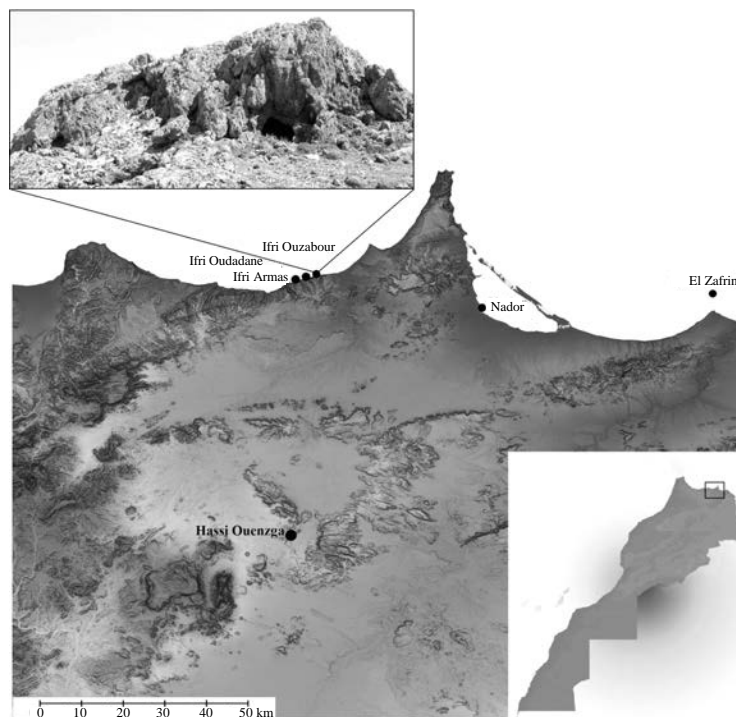 Ifri Ouzabour
Ifri Oudadane
Ifri Armas
El Zafrin
Nador
Hassi Ouenzga
0 10 20 30 40 50 km